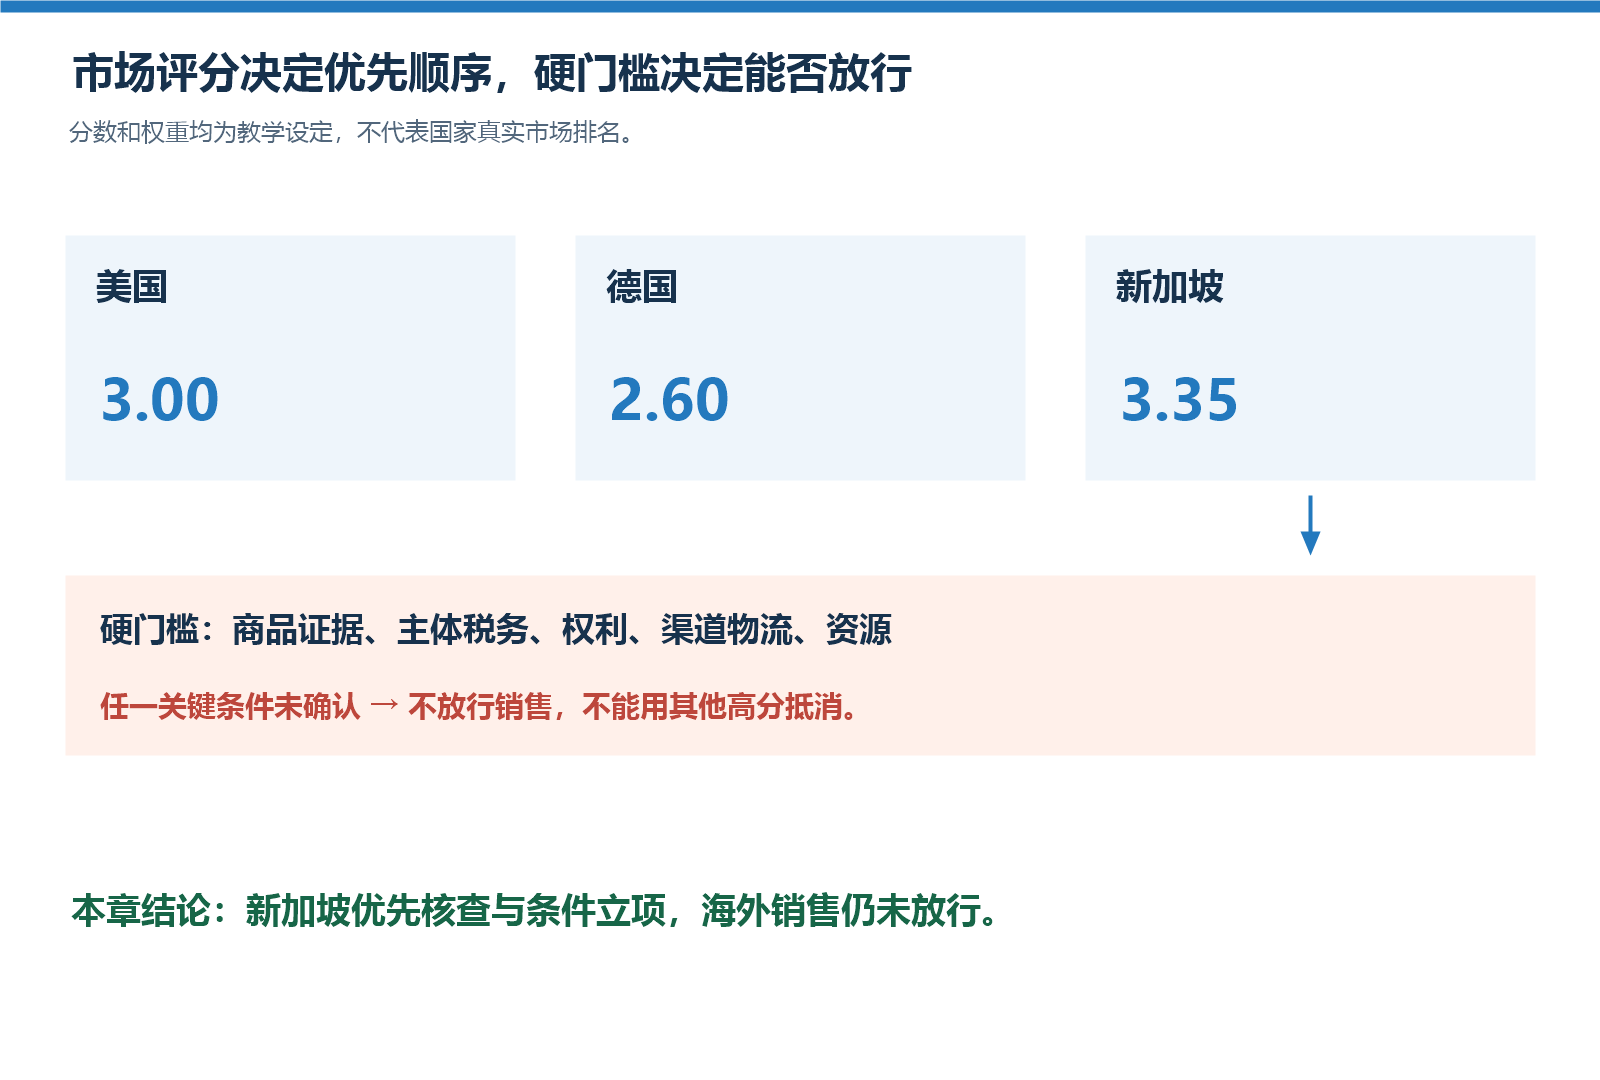 市场评分决定优先顺序，硬门槛决定能否放行
分数和权重均为教学设定，不代表国家真实市场排名。
美国
3.00
德国
2.60
新加坡
3.35
硬门槛：商品证据、主体税务、权利、渠道物流、资源
任一关键条件未确认 → 不放行销售，不能用其他高分抵消。
本章结论：新加坡优先核查与条件立项，海外销售仍未放行。